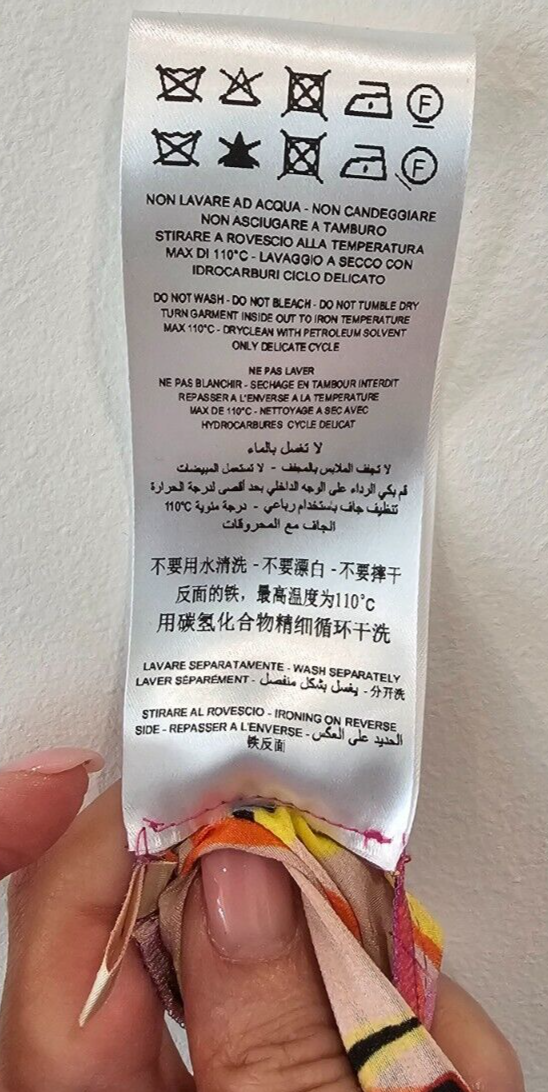 F
F
NON LAVARE AD ACQUA - NON CANDEGGIARE
NON ASCIUGARE A TAMBURO
STIRARE A ROVESCIO ALLA TEMPERATURA
MAX DI 110°C - LAVAGGIO A SECCO CON
IDROCARBURI CICLO DELICATO
DO NOT WASH - DO NOT BLEACH - DO NOT TUMBLE DRY
TURN GARMENT INSIDE OUT TO IRON TEMPERATURE
MAX 110°C - DRYCLEAN WITH PETROLEUM SOLVENT
ONLY DELICATE CYCLE
NE PAS LAVER
NE PAS BLANCHIR - SECHAGE EN TAMBOUR INTERDIT
REPASSER A L'ENVERSE A LA TEMPERATURE
MAX DE 110°C - NETTOYAGE A SEC AVEC
HYDROCARBURES CYCLE DELICAT
لا تغسل بالماء
لا تجفف الملابس بالمجفف - لا تستعمل المبيضات
قم بكي الرداء على الوجه الداخلي بعد أقصى لدرجة الحرارة
تنظيف جاف باستخدام رباعي - درجة مئوية 110°C
الجاف مع المحروقات
不要用水清洗 - 不要漂白 - 不要摔干
反面的铁，最高温度为110°c
用碳氢化合物精细循环干洗
LAVARE SEPARATAMENTE - WASH SEPARATELY
LAVER SÉPARÉMENT - يغسل بشكل منفصل - 分开洗
STIRARE AL ROVESCIO - IRONING ON REVERSE
SIDE - REPASSER A L'ENVERSE - الحديد على العكس
铁反面